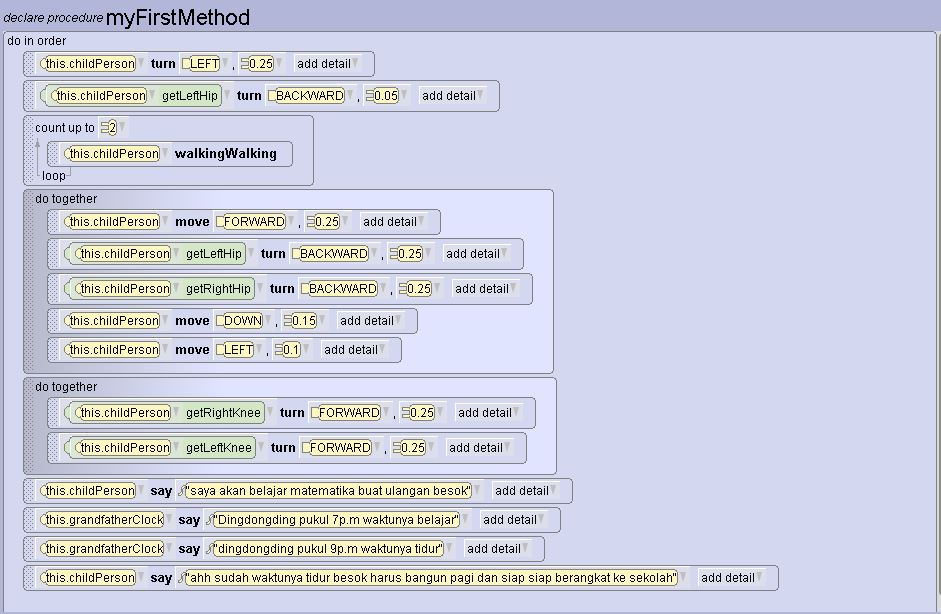 declare procedure myFirstMethod
do in order
this.childPerson turn LEFT , 0.25 add detail
this.childPerson getLeftHip turn BACKWARD , 0.05 add detail
count up to 2
this.childPerson walkingWalking
loop
do together
this.childPerson move FORWARD , 0.25 add detail
this.childPerson getLeftHip turn BACKWARD , 0.25 add detail
this.childPerson getRightHip turn BACKWARD , 0.25 add detail
this.childPerson move DOWN , 0.15 add detail
this.childPerson move LEFT , 0.1 add detail
do together
this.childPerson getRightKnee turn FORWARD , 0.25 add detail
this.childPerson getLeftKnee turn FORWARD , 0.25 add detail
this.childPerson say "saya akan belajar matematika buat ulangan besok" add detail
this.grandfatherClock say "Dingdongding pukul 7p.m waktunya belajar" add detail
this.grandfatherClock say "dingdongding pukul 9p.m waktunya tidur" add detail
this.childPerson say "ahh sudah waktunya tidur besok harus bangun pagi dan siap siap berangkat ke sekolah" add detail